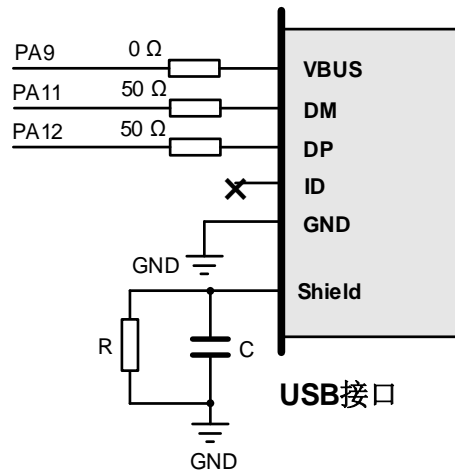 PA9 0 Ω VBUS
PA11 50 Ω DM
PA12 50 Ω DP
ID
GND
GND
Shield
R C
USB接口
GND